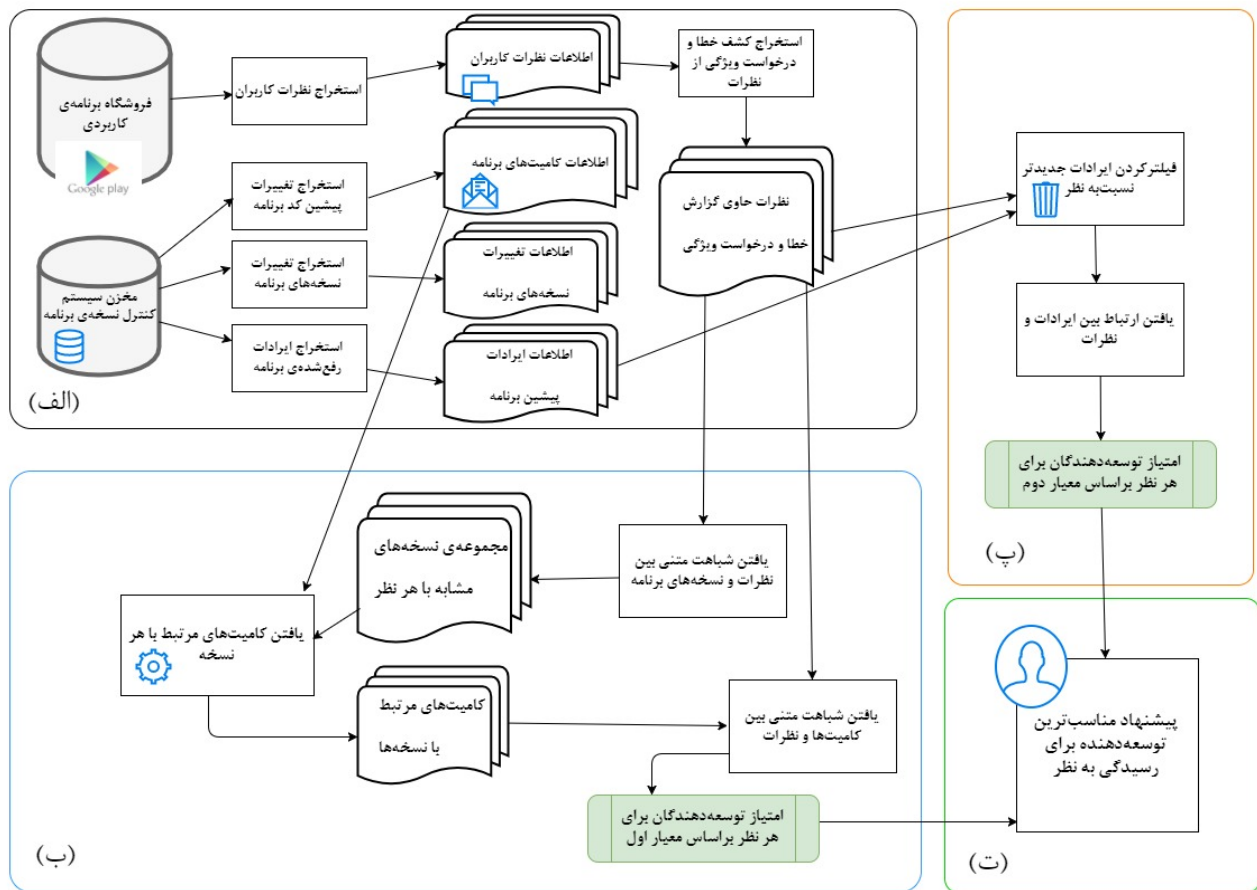 فروشگاه برنامه‌ی
کاربردی
Google play
استخراج نظرات کاربران
اطلاعات نظرات کاربران
استخراج کشف خطا و
درخواست ویژگی از
نظرات
مخزن سیستم
کنترل نسخه‌ی برنامه
استخراج تغییرات
پیشین کد برنامه
اطلاعات کامیت‌های برنامه
استخراج تغییرات
نسخه‌های برنامه
اطلاعات تغییرات
نسخه‌های برنامه
استخراج ایرادات
رفع‌شده‌ی برنامه
اطلاعات ایرادات
پیشین برنامه
نظرات حاوی گزارش
خطا و درخواست ویژگی
(الف)
یافتن شباهت متنی بین
نظرات و نسخه‌های برنامه
مجموعه‌ی نسخه‌های
مشابه با هر نظر
یافتن کامیت‌های مرتبط با هر
نسخه
کامیت‌های مرتبط
با نسخه‌ها
یافتن شباهت متنی بین
کامیت‌ها و نظرات
امتیاز توسعه‌دهندگان برای
هر نظر براساس معیار اول
(ب)
فیلترکردن ایرادات جدیدتر
نسبت‌به نظر
یافتن ارتباط بین ایرادات و
نظرات
امتیاز توسعه‌دهندگان برای
هر نظر براساس معیار دوم
(پ)
پیشنهاد مناسب‌ترین
توسعه‌دهنده برای
رسیدگی به نظر
(ت)